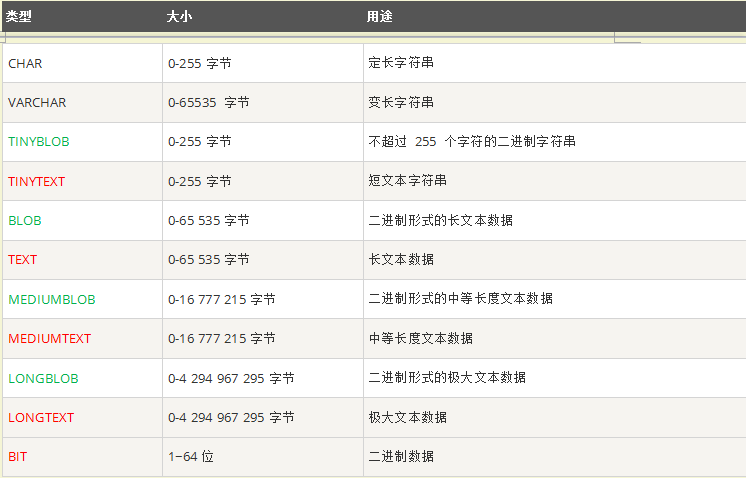 类型 大小 用途
CHAR 0-255 字节 定长字符串
VARCHAR 0-65535 字节 变长字符串
TINYBLOB 0-255 字节 不超过 255 个字符的二进制字符串
TINYTEXT 0-255 字节 短文本字符串
BLOB 0-65 535 字节 二进制形式的长文本数据
TEXT 0-65 535 字节 长文本数据
MEDIUMBLOB 0-16 777 215 字节 二进制形式的中等长度文本数据
MEDIUMTEXT 0-16 777 215 字节 中等长度文本数据
LONGBLOB 0-4 294 967 295 字节 二进制形式的极大文本数据
LONGTEXT 0-4 294 967 295 字节 极大文本数据
BIT 1~64 位 二进制数据